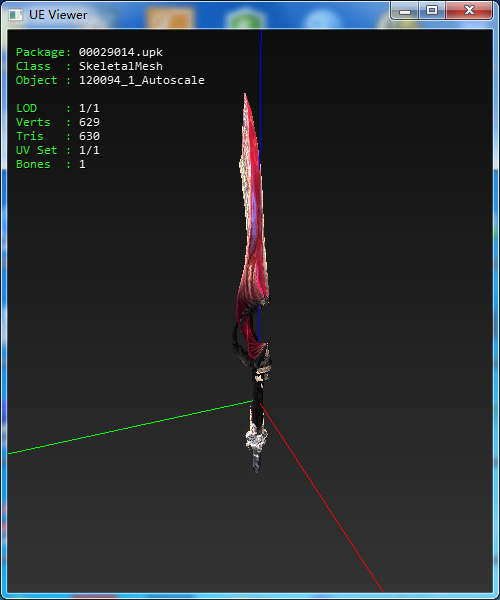 UE Viewer
Package: 00029014.upk
Class : SkeletalMesh
Object : 120094_1_Autoscale
LOD : 1/1
Verts : 629
Tris : 630
UV Set : 1/1
Bones : 1